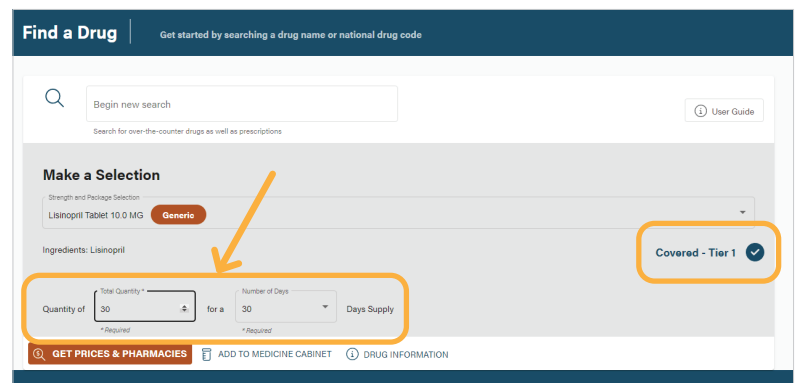 Find a Drug
Get started by searching a drug name or national drug code
Begin new search
Search for over-the-counter drugs as well as prescriptions
User Guide
Make a Selection
Strength and Package Selection
Lisinopril Tablet 10.0 MG Generic
Ingredients: Lisinopril
Covered - Tier 1
Total Quantity * Number of Days
Quantity of 30 for a 30 Days Supply
* Required * Required
GET PRICES & PHARMACIES ADD TO MEDICINE CABINET DRUG INFORMATION